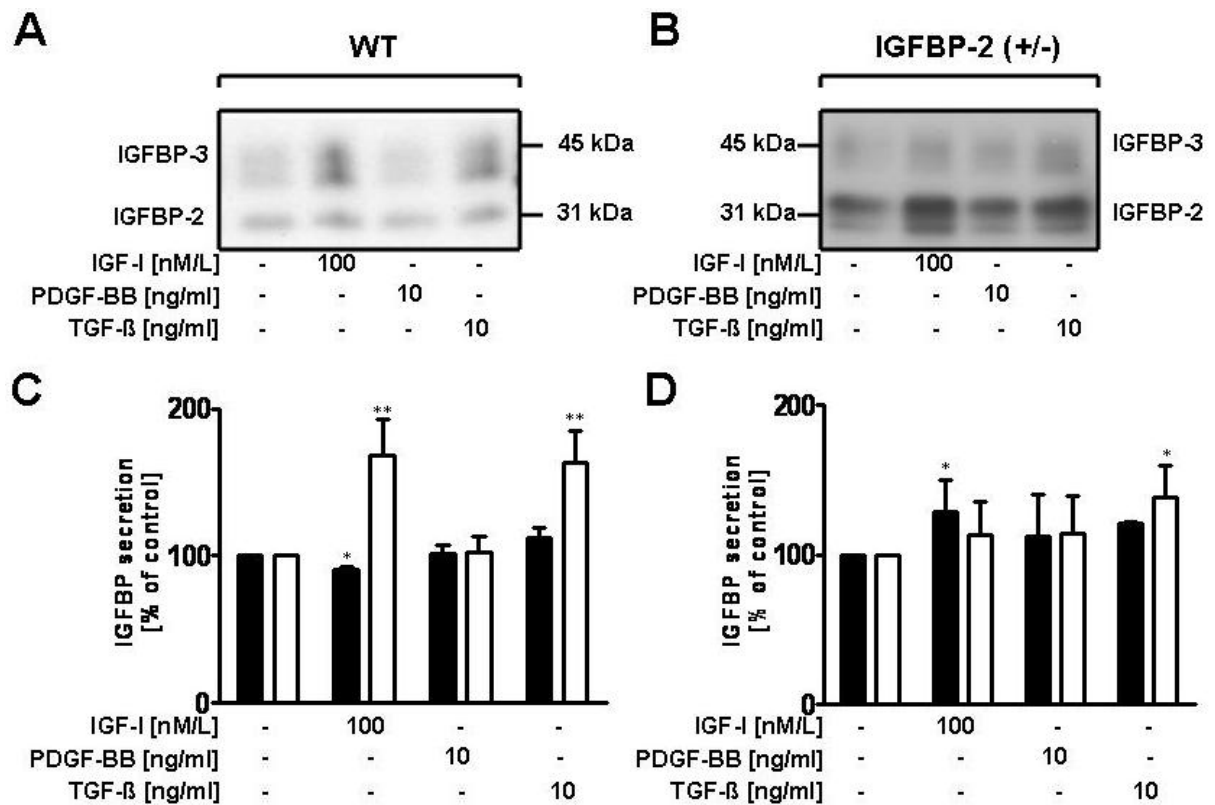 A
WT
IGFBP-3
IGFBP-2
45 kDa
31 kDa
IGF-I [nM/L] - 100 - -
PDGF-BB [ng/ml] - - 10 -
TGF-ß [ng/ml] - - - 10
B
IGFBP-2 (+/-)
45 kDa
31 kDa
IGFBP-3
IGFBP-2
IGF-I [nM/L] - 100 - -
PDGF-BB [ng/ml] - - 10 -
TGF-ß [ng/ml] - - - 10
C
IGFBP secretion
[% of control]
200
100
0
* ** **
IGF-I [nM/L] - 100 - -
PDGF-BB [ng/ml] - - 10 -
TGF-ß [ng/ml] - - - 10
D
IGFBP secretion
[% of control]
200
100
0
* *
IGF-I [nM/L] - 100 - -
PDGF-BB [ng/ml] - - 10 -
TGF-ß [ng/ml] - - - 10